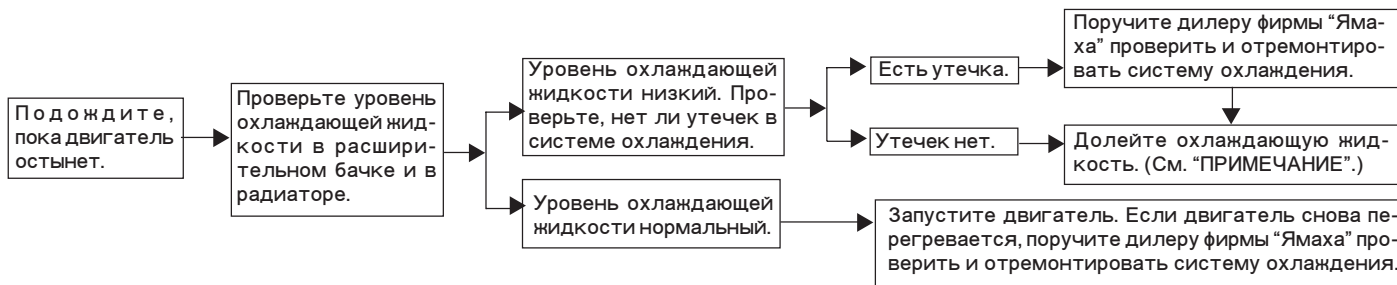 Подождите,
пока двигатель
остынет.
Проверьте уровень
охлаждающей жид-
кости в расшири-
тельном бачке и в
радиаторе.
Уровень охлаждающей
жидкости низкий. Про-
верьте, нет ли утечек в
системе охлаждения.
Есть утечка.
Поручите дилеру фирмы “Яма-
ха” проверить и отремонтиро-
вать систему охлаждения.
Утечек нет.
Долейте охлаждающую жид-
кость. (См. “ПРИМЕЧАНИЕ”.)
Уровень охлаждающей
жидкости нормальный.
Запустите двигатель. Если двигатель снова пе-
регревается, поручите дилеру фирмы “Ямаха” про-
верить и отремонтировать систему охлаждения.